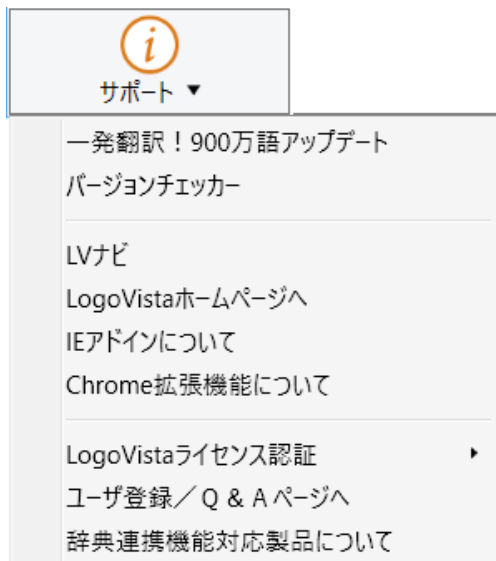 サポート ▼
一発翻訳！900万語アップデート
バージョンチェッカー
LVナビ
LogoVistaホームページへ
IEアドインについて
Chrome拡張機能について
LogoVistaライセンス認証
ユーザ登録／Q & A ページへ
辞典連携機能対応製品について